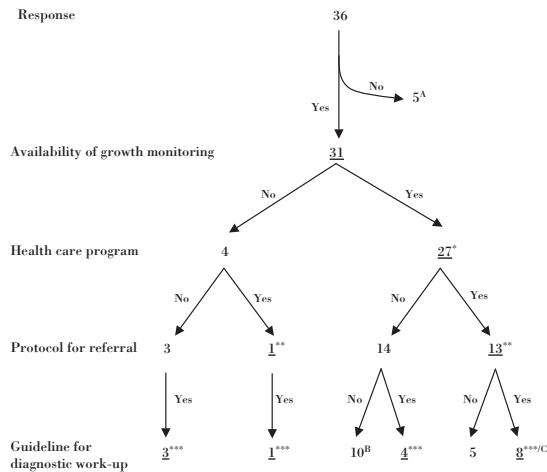 Response 36
No
5A
Yes
Availability of growth monitoring 31
No Yes
Health care program 4 27*
No Yes No Yes
Protocol for referral 3 1** 14 13**
Yes Yes No Yes No Yes
Guideline for
diagnostic work-up 3*** 1*** 10B 4*** 5 8***/C